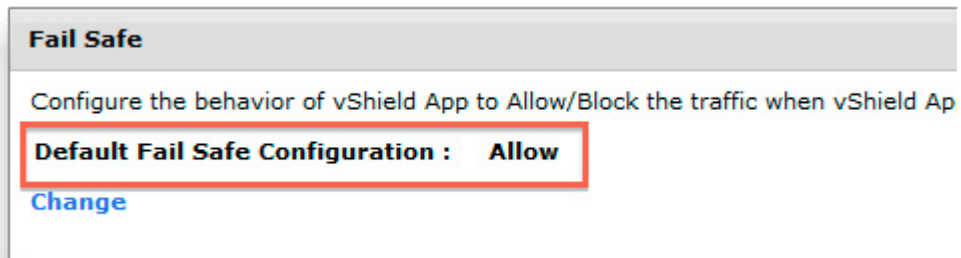 Fail Safe
Configure the behavior of vShield App to Allow/Block the traffic when vShield Ap
Default Fail Safe Configuration : Allow
Change